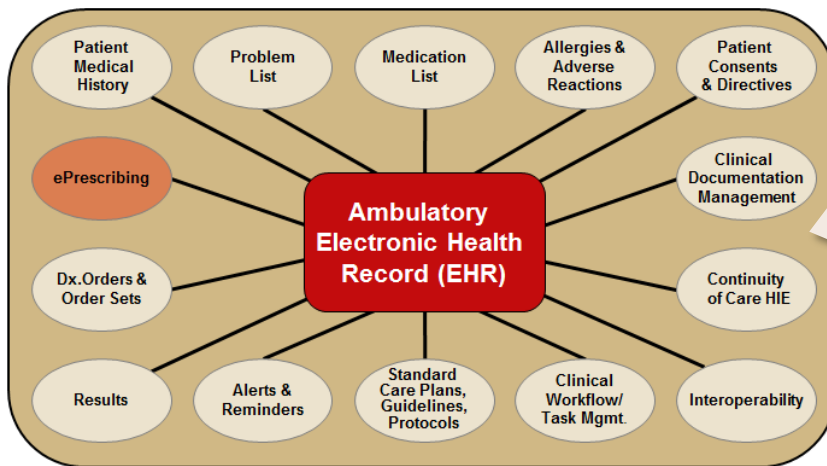 Patient
Medical
History
Problem
List
Medication
List
Allergies &
Adverse
Reactions
Patient
Consents
& Directives
ePrescribing
Clinical
Documentation
Management
Ambulatory
Electronic Health
Record (EHR)
Dx.Orders &
Order Sets
Continuity
of Care HIE
Results
Alerts &
Reminders
Standard
Care Plans,
Guidelines,
Protocols
Clinical
Workflow/
Task Mgmt.
Interoperability